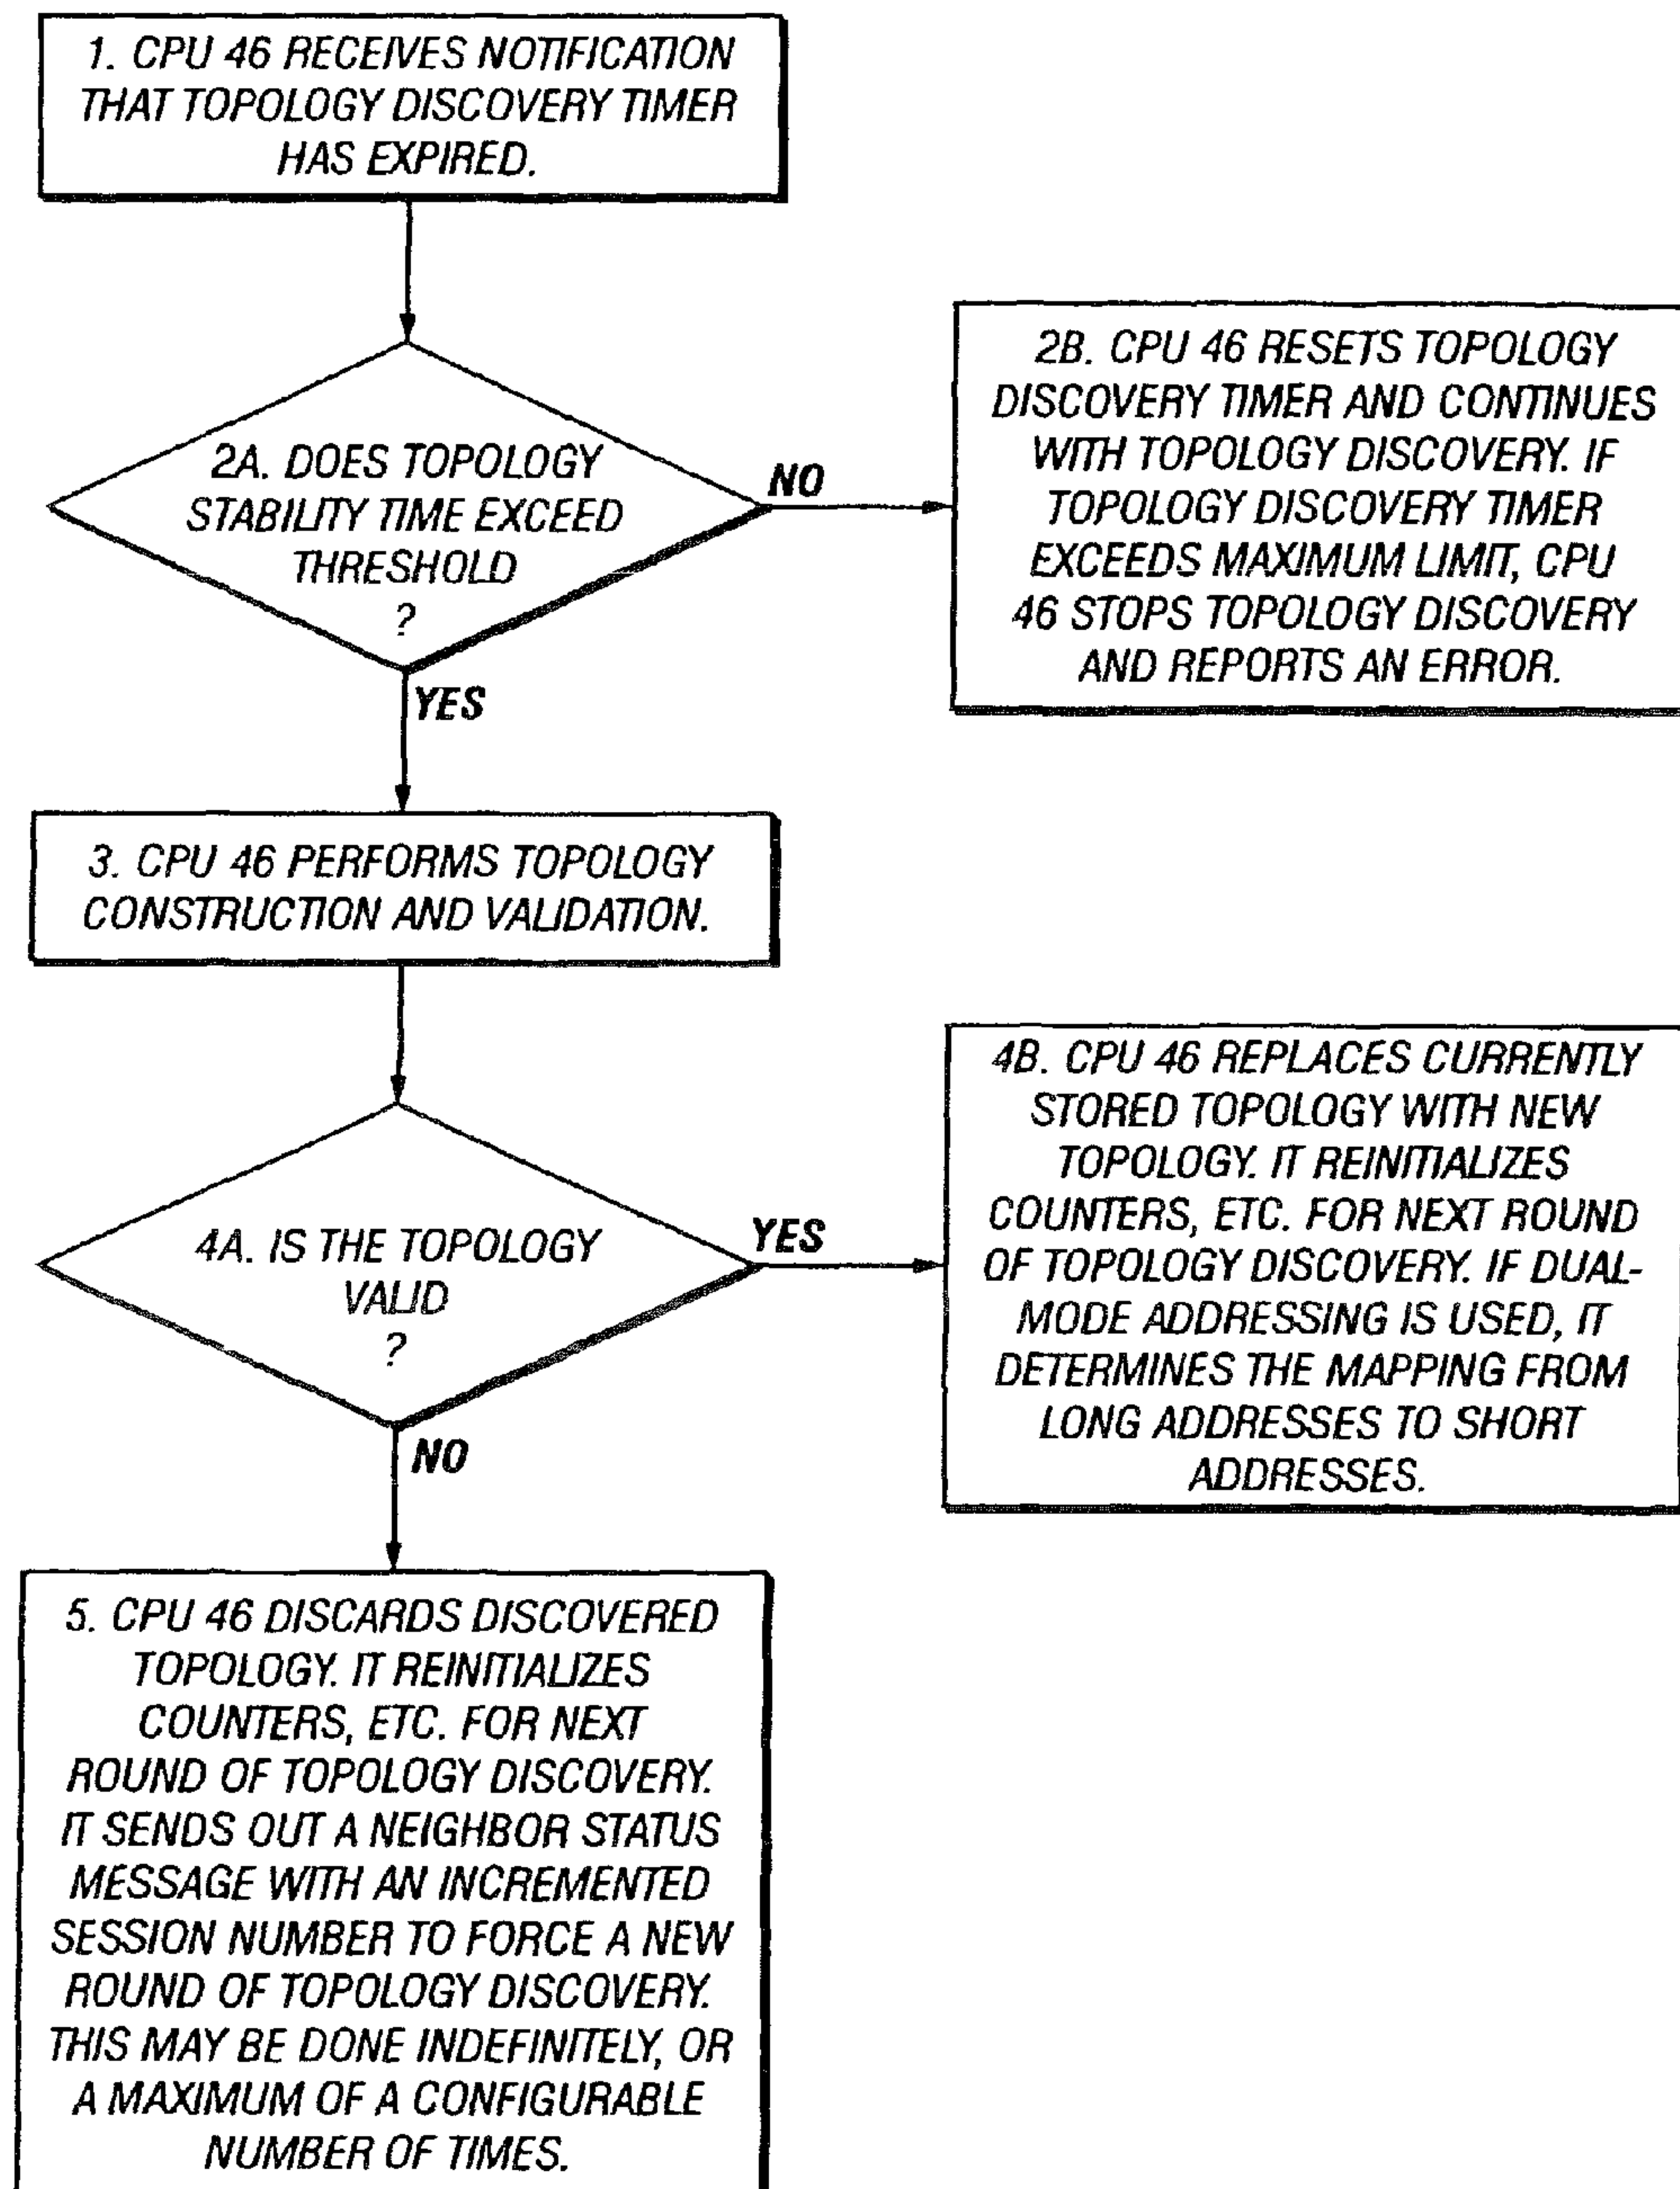 1. CPU 46 RECEIVES NOTIFICATION
THAT TOPOLOGY DISCOVERY TIMER
HAS EXPIRED.
2A. DOES TOPOLOGY
STABILITY TIME EXCEED
THRESHOLD
?
NO
2B. CPU 46 RESETS TOPOLOGY
DISCOVERY TIMER AND CONTINUES
WITH TOPOLOGY DISCOVERY. IF
TOPOLOGY DISCOVERY TIMER
EXCEEDS MAXIMUM LIMIT, CPU
46 STOPS TOPOLOGY DISCOVERY
AND REPORTS AN ERROR.
YES
3. CPU 46 PERFORMS TOPOLOGY
CONSTRUCTION AND VALIDATION.
4A. IS THE TOPOLOGY
VALID
?
YES
4B. CPU 46 REPLACES CURRENTLY
STORED TOPOLOGY WITH NEW
TOPOLOGY. IT REINITIALIZES
COUNTERS, ETC. FOR NEXT ROUND
OF TOPOLOGY DISCOVERY. IF DUAL-
MODE ADDRESSING IS USED, IT
DETERMINES THE MAPPING FROM
LONG ADDRESSES TO SHORT
ADDRESSES.
NO
5. CPU 46 DISCARDS DISCOVERED
TOPOLOGY. IT REINITIALIZES
COUNTERS, ETC. FOR NEXT
ROUND OF TOPOLOGY DISCOVERY.
IT SENDS OUT A NEIGHBOR STATUS
MESSAGE WITH AN INCREMENTED
SESSION NUMBER TO FORCE A NEW
ROUND OF TOPOLOGY DISCOVERY.
THIS MAY BE DONE INDEFINITELY, OR
A MAXIMUM OF A CONFIGURABLE
NUMBER OF TIMES.